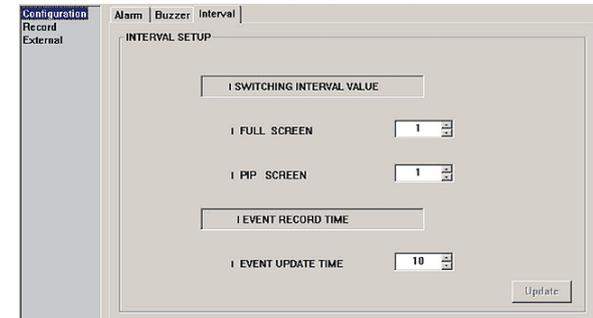 Configuration
Record
External
Alarm Buzzer Interval
INTERVAL SETUP
I SWITCHING INTERVAL VALUE
I FULL SCREEN 1
I PIP SCREEN 1
I EVENT RECORD TIME
I EVENT UPDATE TIME 10
Update